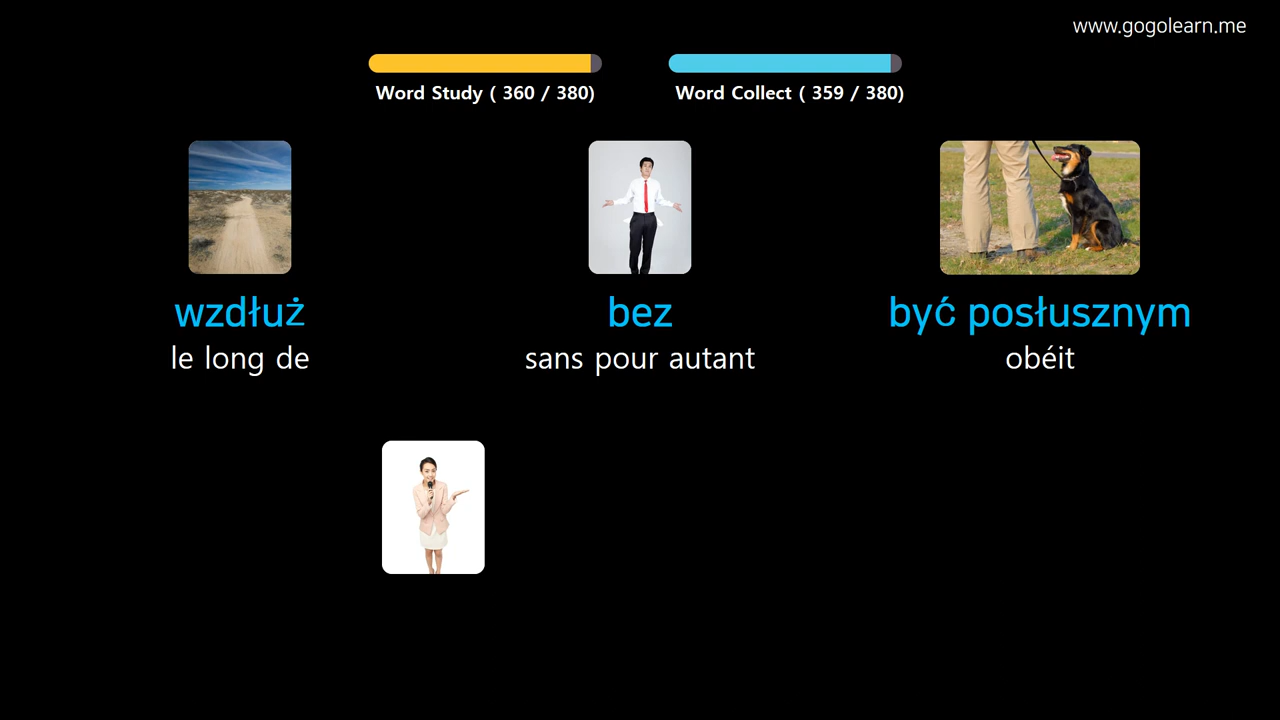 www.gogolearn.me
Word Study ( 360 / 380)
Word Collect ( 359 / 380)
wzdłuż
le long de
bez
sans pour autant
być posłusznym
obéit